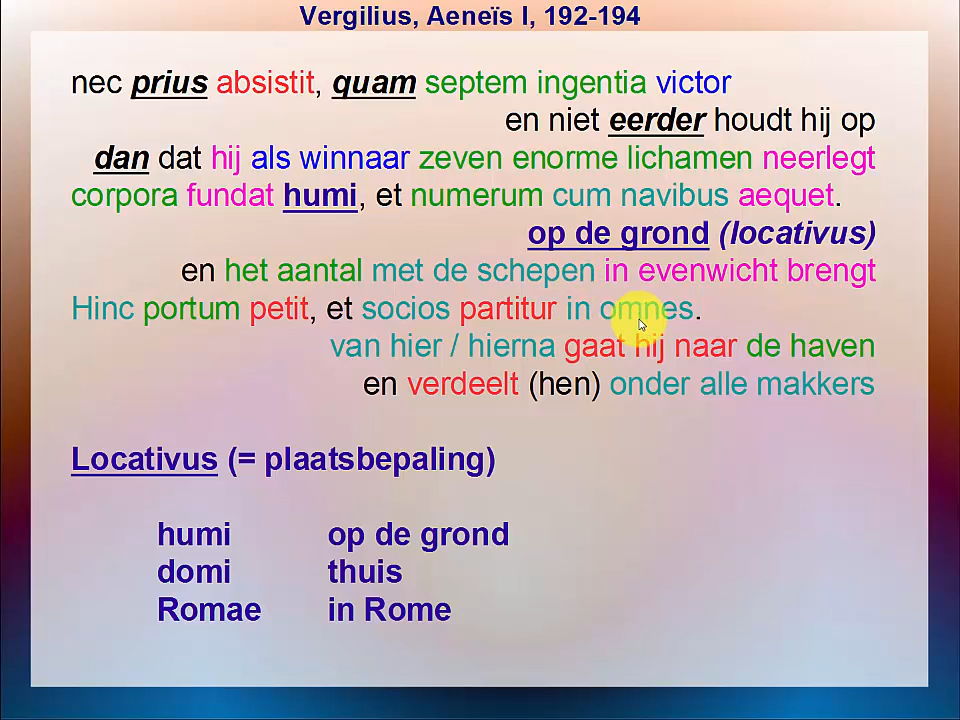 Vergilius, Aeneïs I, 192-194
nec prius absistit, quam septem ingentia victor
en niet eerder houdt hij op
dan dat hij als winnaar zeven enorme lichamen neerlegt
corpora fundat humi, et numerum cum navibus aequet.
op de grond (locativus)
en het aantal met de schepen in evenwicht brengt
Hinc portum petit, et socios partitur in omnes.
van hier / hierna gaat hij naar de haven
en verdeelt (hen) onder alle makkers
Locativus (= plaatsbepaling)
humi op de grond
domi thuis
Romae in Rome